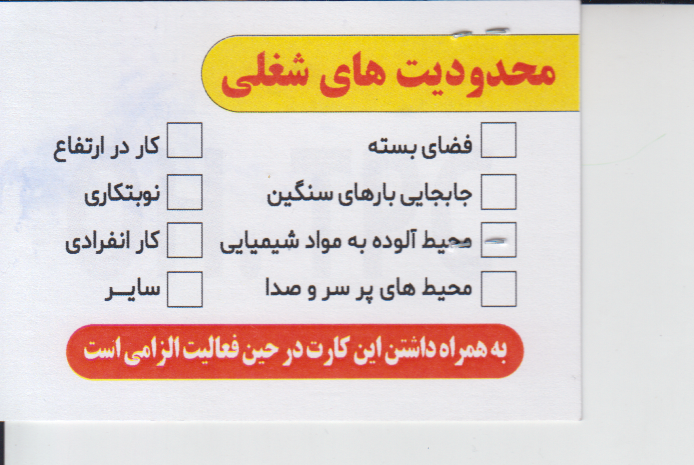 محدودیت های شغلی
فضای بسته
کار در ارتفاع
جابجایی بارهای سنگین
نوبتکاری
محیط آلوده به مواد شیمیایی
کار انفرادی
محیط های پر سر و صدا
سایـر
به همراه داشتن این کارت در حین فعالیت الزامی است